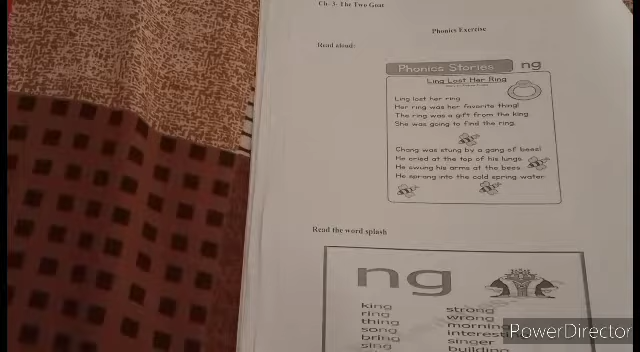 Ch- 3: The Two Goat
Phonics Exercise
Read aloud:
Phonics Stories ng
Ling Lost Her Ring
Ling lost her ring
Her ring was her favorite thing!
The ring was a gift from the king.
She was going to find the ring.
Chang was stung by a gang of bees!
He cried at the top of his lungs
He swung his arms at the bees
He sprang into the cold spring water.
Read the word splash
ng
king
ring
thing
song
bring
sing
strong
wrong
morning
interesti
singer
building
PowerDirector